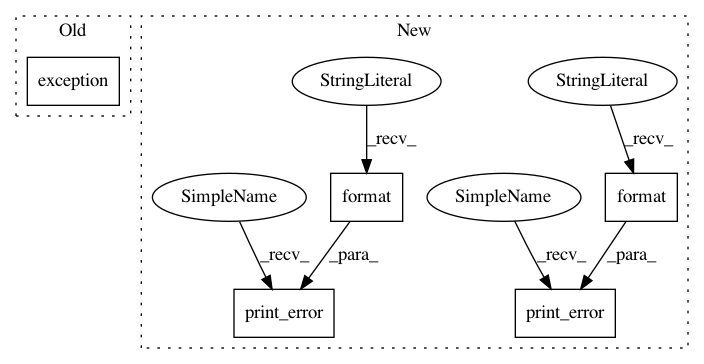 Old
New
exception
StringLiteral
StringLiteral
_recv_
_recv_
SimpleName
format
SimpleName
format
_recv_
_para_
_recv_
_para_
print_error
print_error